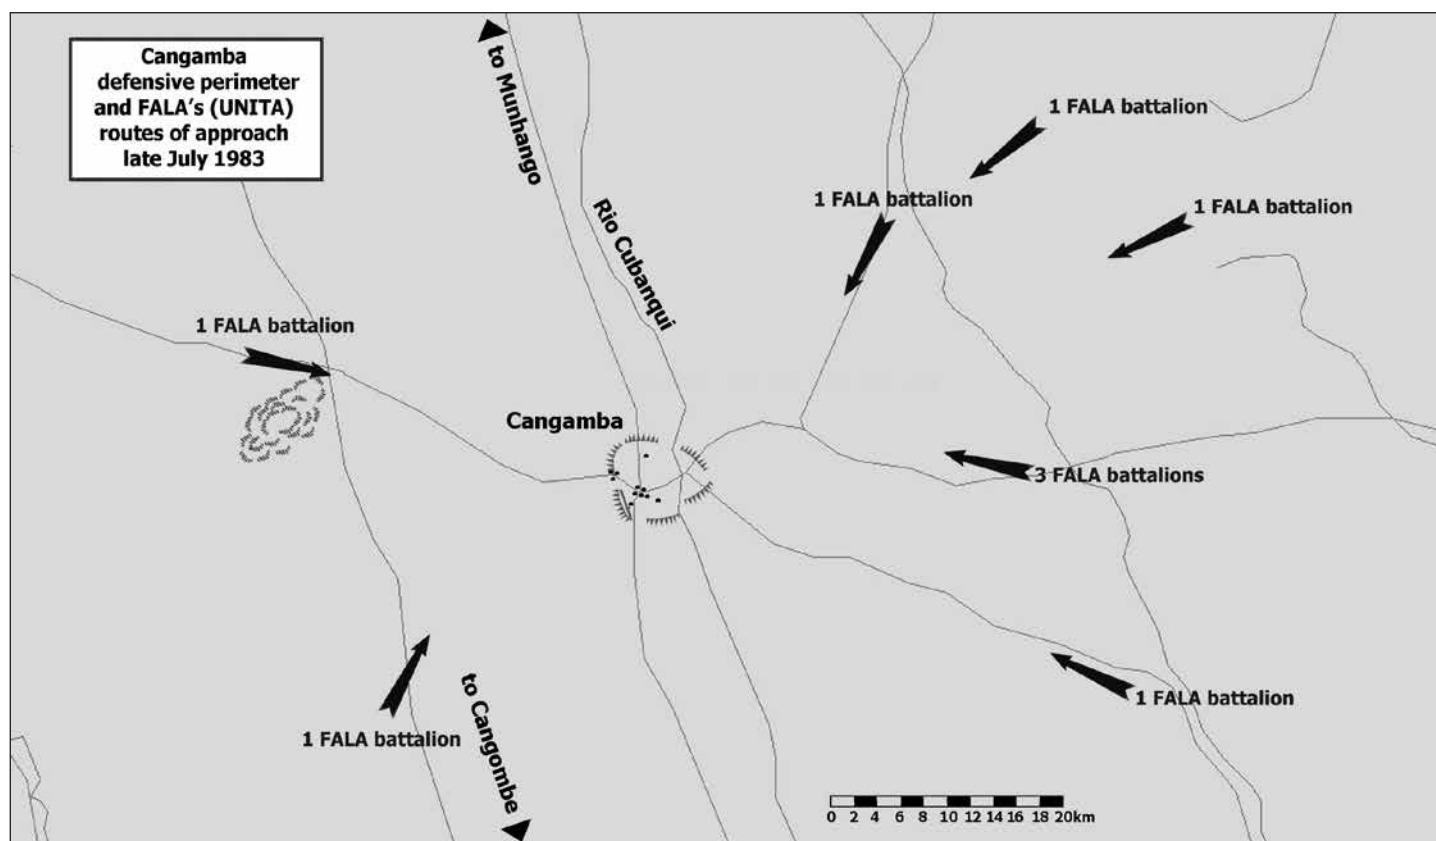 Cangamba
defensive perimeter
and FALA's (UNITA)
routes of approach
late July 1983
to Munhango
Rio Cubanqui
1 FALA battalion
1 FALA battalion
1 FALA battalion
1 FALA battalion
Cangamba
3 FALA battalions
1 FALA battalion
1 FALA battalion
to Cangombe
0 2 4 6 8 10 12 14 16 18 20km